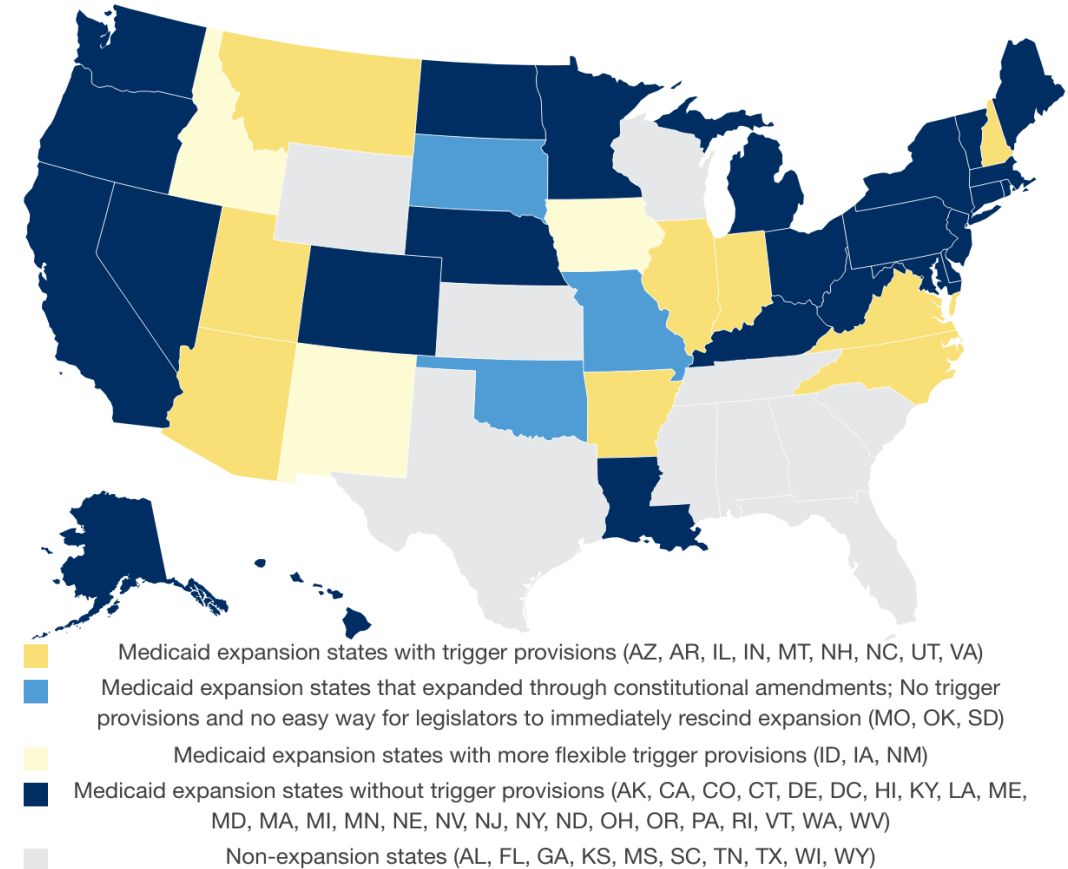 Medicaid expansion states with trigger provisions (AZ, AR, IL, IN, MT, NH, NC, UT, VA)
Medicaid expansion states that expanded through constitutional amendments; No trigger
provisions and no easy way for legislators to immediately rescind expansion (MO, OK, SD)
Medicaid expansion states with more flexible trigger provisions (ID, IA, NM)
Medicaid expansion states without trigger provisions (AK, CA, CO, CT, DE, DC, HI, KY, LA, ME,
MD, MA, MI, MN, NE, NV, NJ, NY, ND, OH, OR, PA, RI, VT, WA, WV)
Non-expansion states (AL, FL, GA, KS, MS, SC, TN, TX, WI, WY)